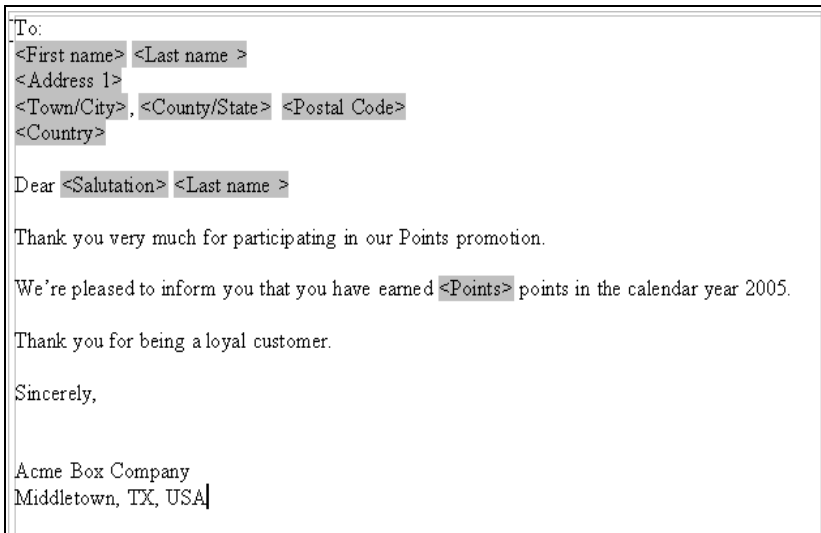 To:
<First name> <Last name >
<Address 1>
<Town/City>, <County/State> <Postal Code>
<Country>
Dear <Salutation> <Last name >
Thank you very much for participating in our Points promotion.
We're pleased to inform you that you have earned <Points> points in the calendar year 2005.
Thank you for being a loyal customer.
Sincerely,
Acme Box Company
Middletown, TX, USA